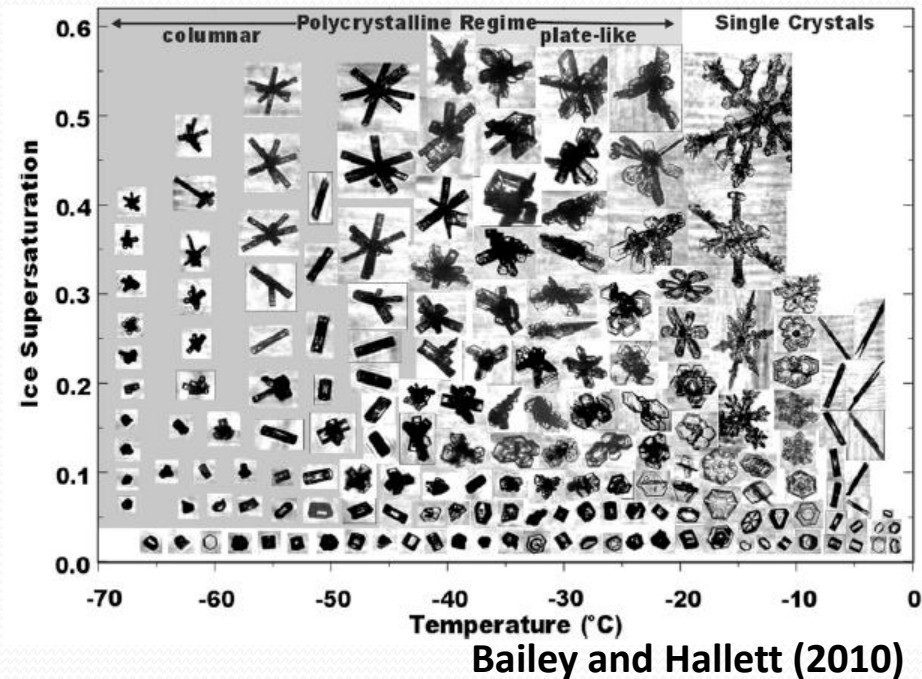 Polycrystalline Regime
Single Crystals
columnar
plate-like
0.6
0.5
0.4
0.3
0.2
0.1
0.0
Ice Supersaturation
-70
-60
-50
-40
-30
-20
-10
0
Temperature (°C)
Bailey and Hallett (2010)